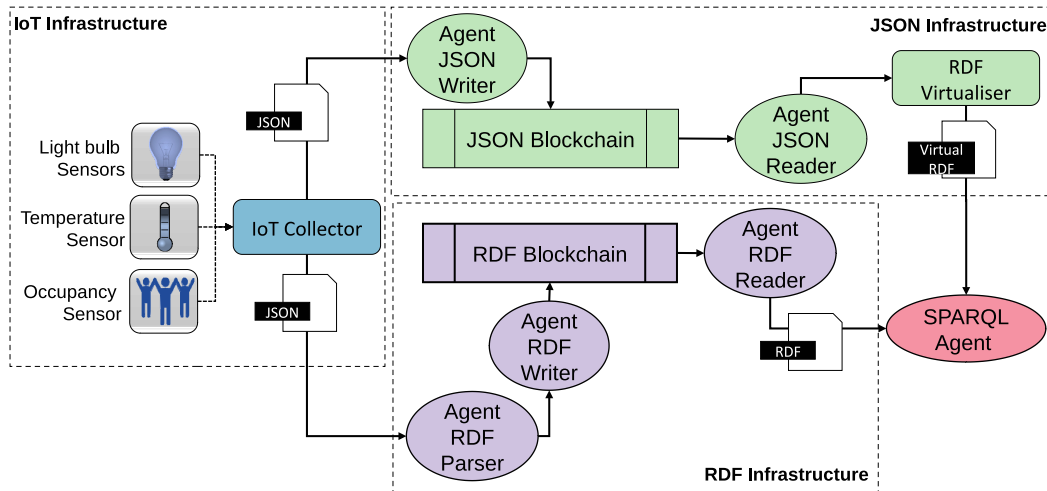 IoT Infrastructure
Light bulb
Sensors
Temperature
Sensor
Occupancy
Sensor
JSON
IoT Collector
JSON
JSON Infrastructure
Agent
JSON
Writer
JSON Blockchain
Agent
JSON
Reader
RDF
Virtualiser
Virtual
RDF
RDF Blockchain
Agent
RDF
Reader
Agent
RDF
Writer
Agent
RDF
Parser
RDF
RDF Infrastructure
SPARQL
Agent